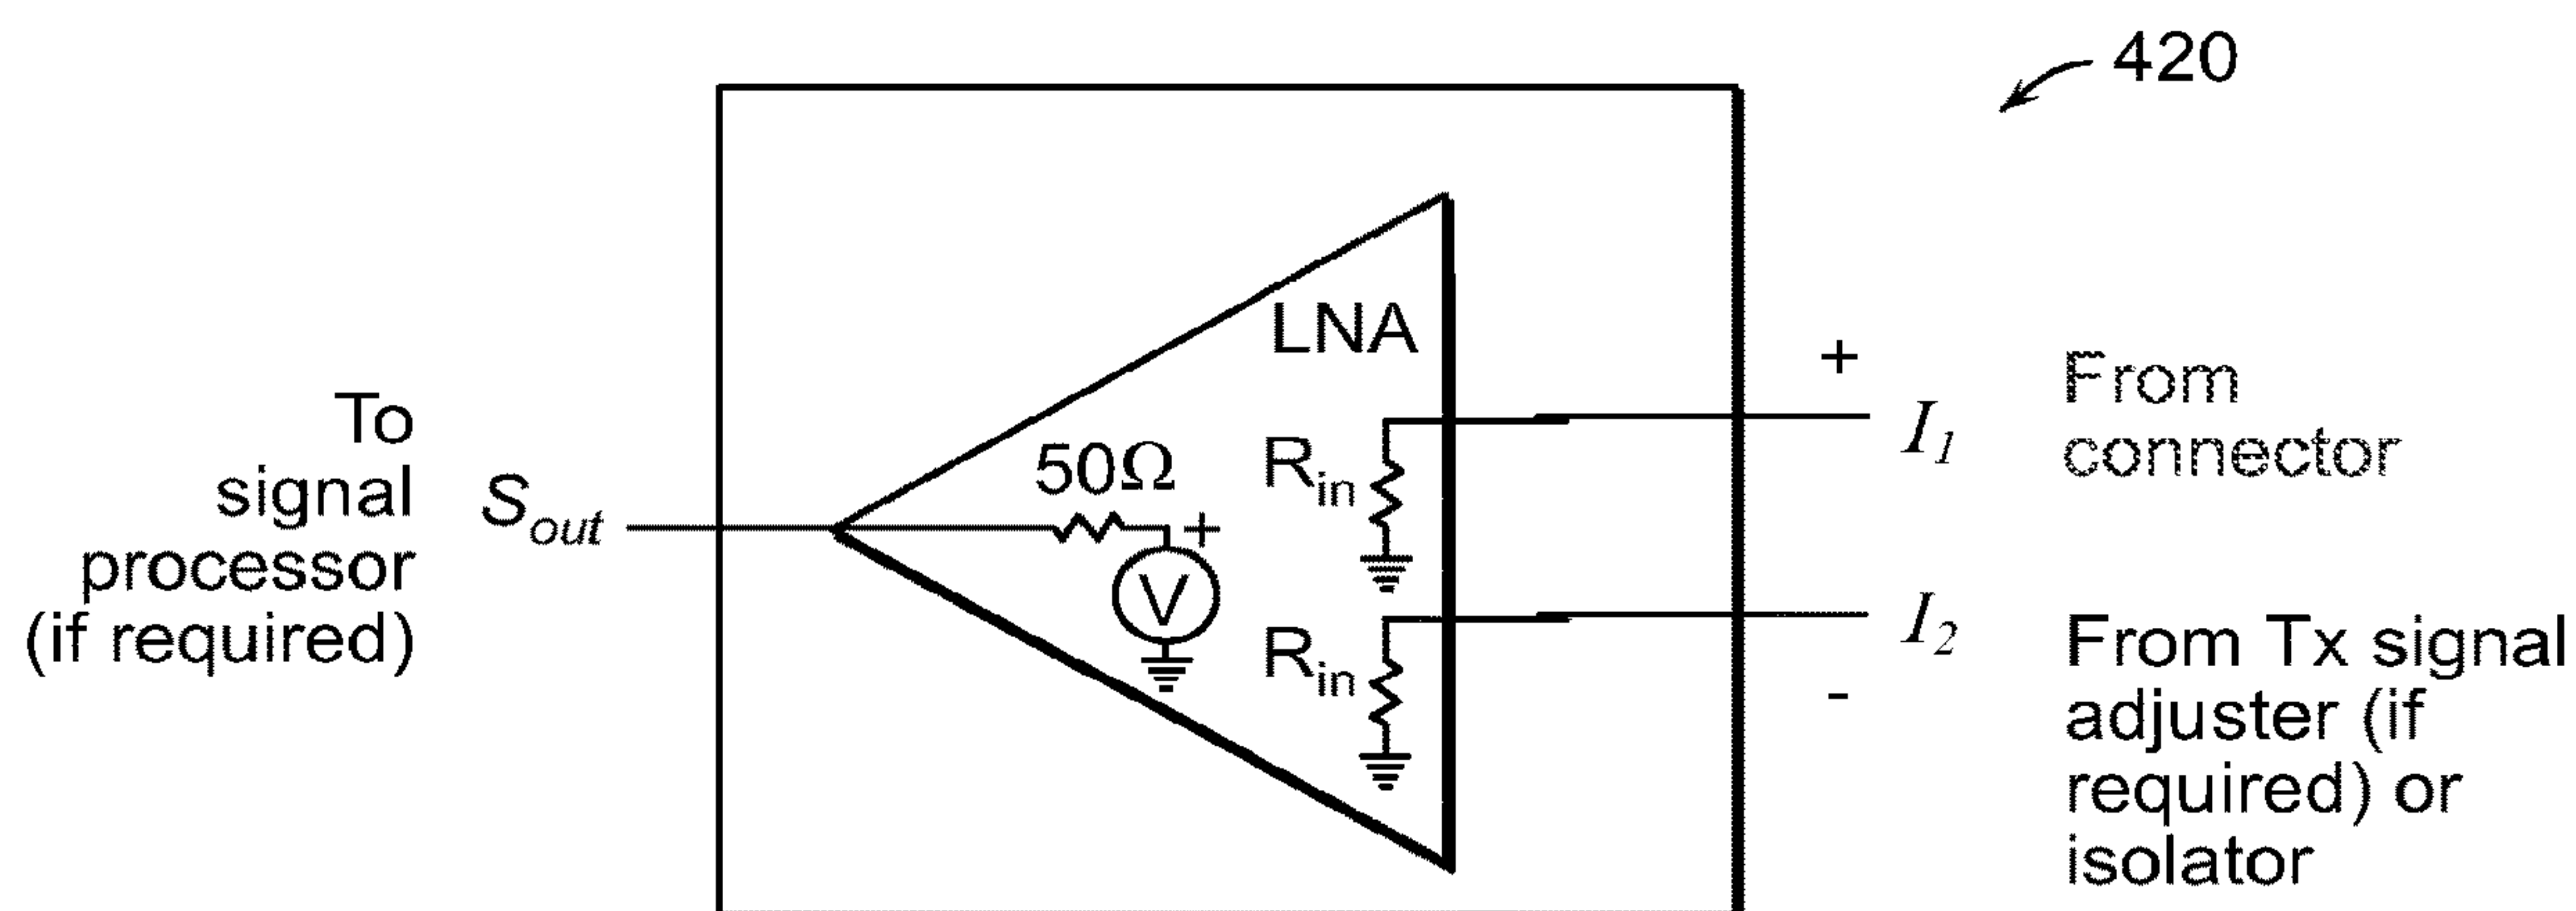 420
LNA
To
signal
processor
(if required)
Sout
50Ω
+
V
Rin
Rin
+
I1
From
connector
I2
-
From Tx signal
adjuster (if
required) or
isolator